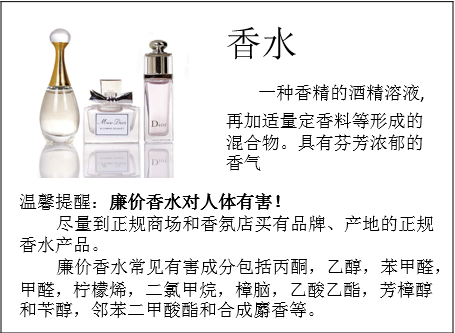 香水
一种香精的酒精溶液,
再加适量定香料等形成的
混合物。具有芬芳浓郁的
香气
Miss Dior
Dior
温馨提醒：廉价香水对人体有害！
尽量到正规商场和香氛店买有品牌、产地的正规
香水产品。
廉价香水常见有害成分包括丙酮，乙醇，苯甲醛，
甲醛，柠檬烯，二氯甲烷，樟脑，乙酸乙酯，芳樟醇
和苄醇，邻苯二甲酸酯和合成麝香等。